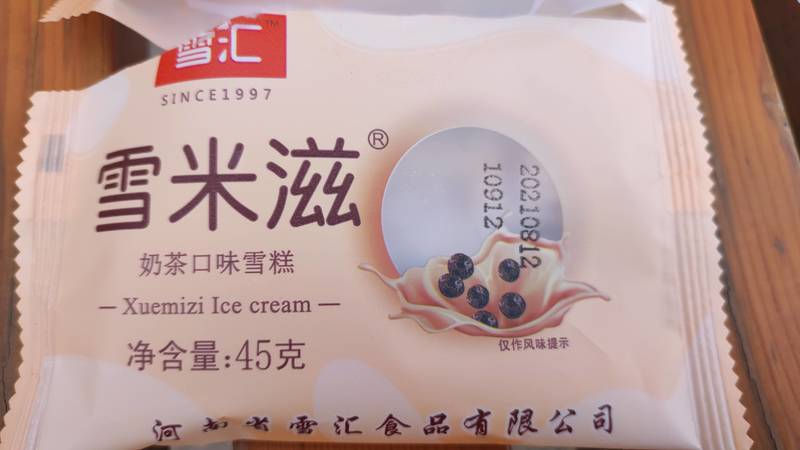 雪汇™
SINCE1997
雪米滋®
奶茶口味雪糕
— Xuemizi Ice cream —
净含量:45克
20210812
10912
仅作风味提示
河南省雪汇食品有限公司